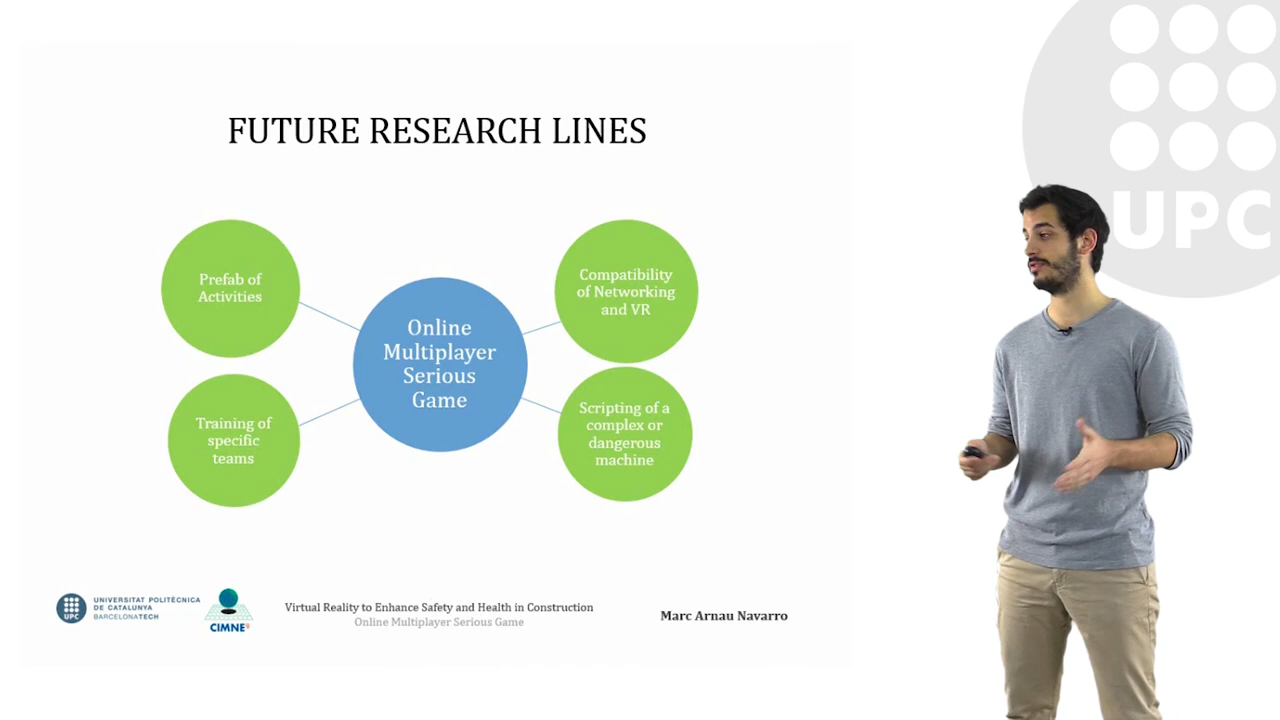 FUTURE RESEARCH LINES
Prefab of
Activities
Training of
specific
teams
Online
Multiplayer
Serious
Game
Compatibility
of Networking
and VR
Scripting of a
complex or
dangerous
machine
UPC
UNIVERSITAT POLITÈCNICA
DE CATALUNYA
BARCELONATECH
CIMNE
Virtual Reality to Enhance Safety and Health in Construction
Online Multiplayer Serious Game
Marc Arnau Navarro
UPC